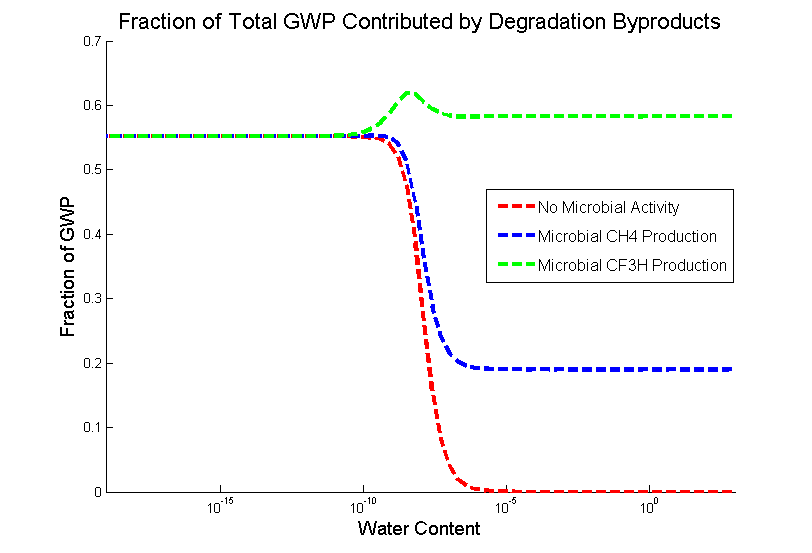 Fraction of Total GWP Contributed by Degradation Byproducts
0.7
0.6
0.5
0.4
0.3
0.2
0.1
0
Fraction of GWP
No Microbial Activity
Microbial CH4 Production
Microbial CF3H Production
10^-15 10^-10 10^-5 10^0
Water Content